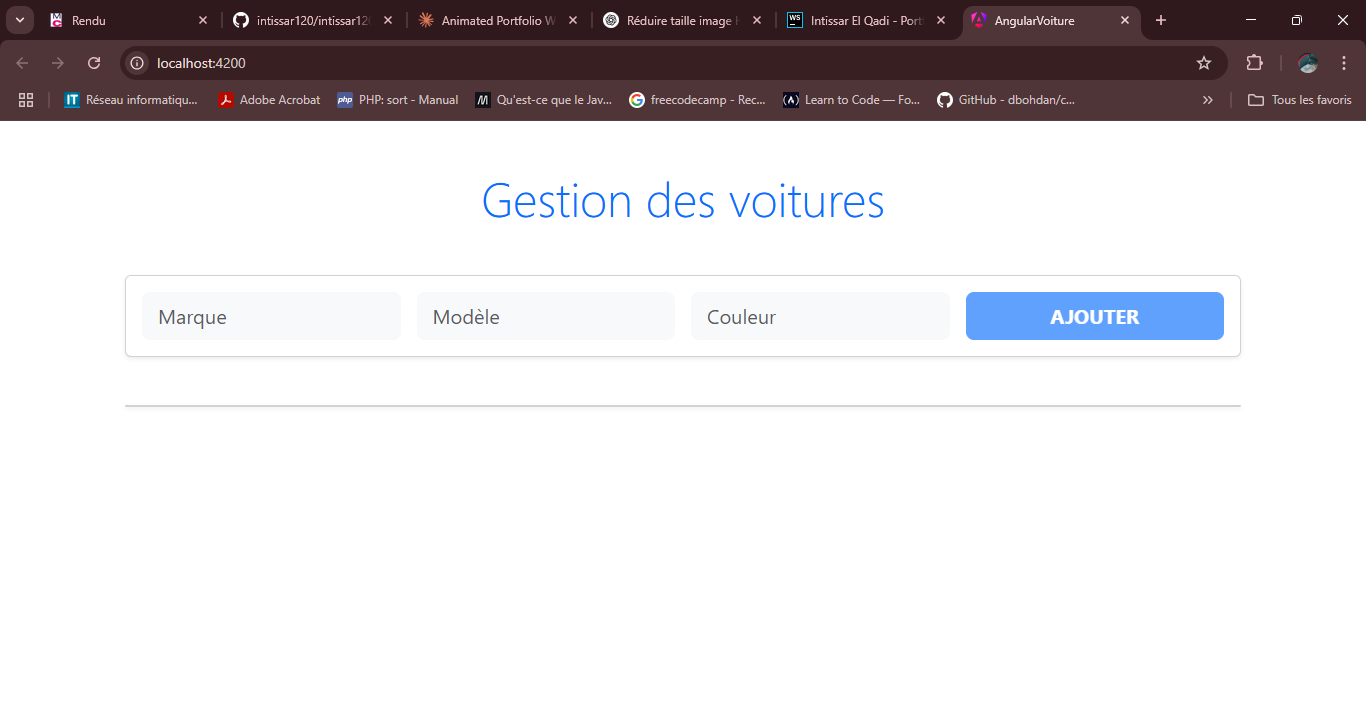 Rendu
intissar120/intissar12
Animated Portfolio W
Réduire taille image
Intissar El Qadi - Port
AngularVoiture
localhost:4200
Réseau informatiqu...
Adobe Acrobat
php
PHP: sort - Manual
Qu'est-ce que le Jav...
freecodecamp - Rec...
Learn to Code — Fo...
GitHub - dbohdan/c...
Tous les favoris
Gestion des voitures
Marque
Modèle
Couleur
AJOUTER